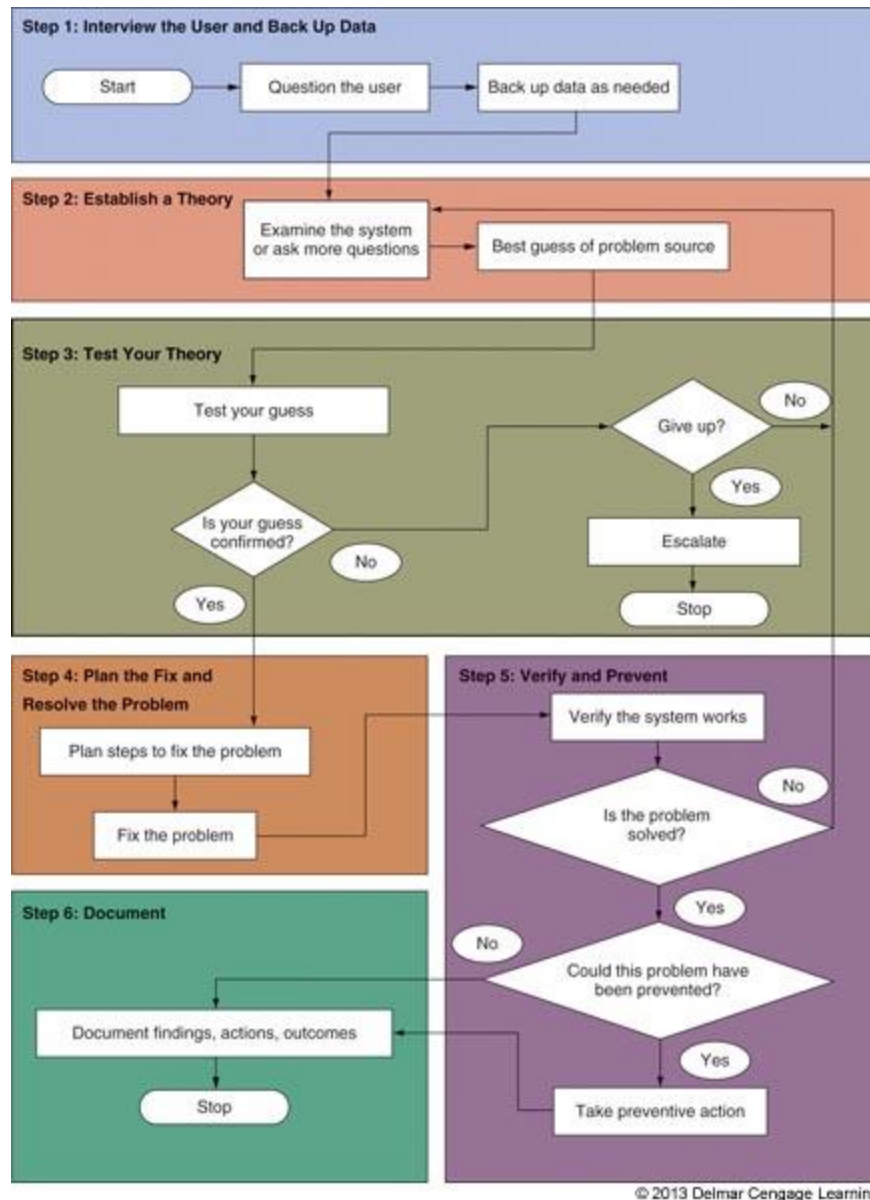 Step 1: Interview the User and Back Up Data
Start
Question the user
Back up data as needed
Step 2: Establish a Theory
Examine the system
or ask more questions
Best guess of problem source
Step 3: Test Your Theory
Test your guess
Give up?
No
Yes
Is your guess
confirmed?
No
Escalate
Yes
Stop
Step 4: Plan the Fix and
Resolve the Problem
Plan steps to fix the problem
Fix the problem
Step 5: Verify and Prevent
Verify the system works
No
Is the problem
solved?
Yes
No
Could this problem have
been prevented?
Yes
Take preventive action
Step 6: Document
Document findings, actions, outcomes
Stop
© 2013 Delmar Cengage Learnin